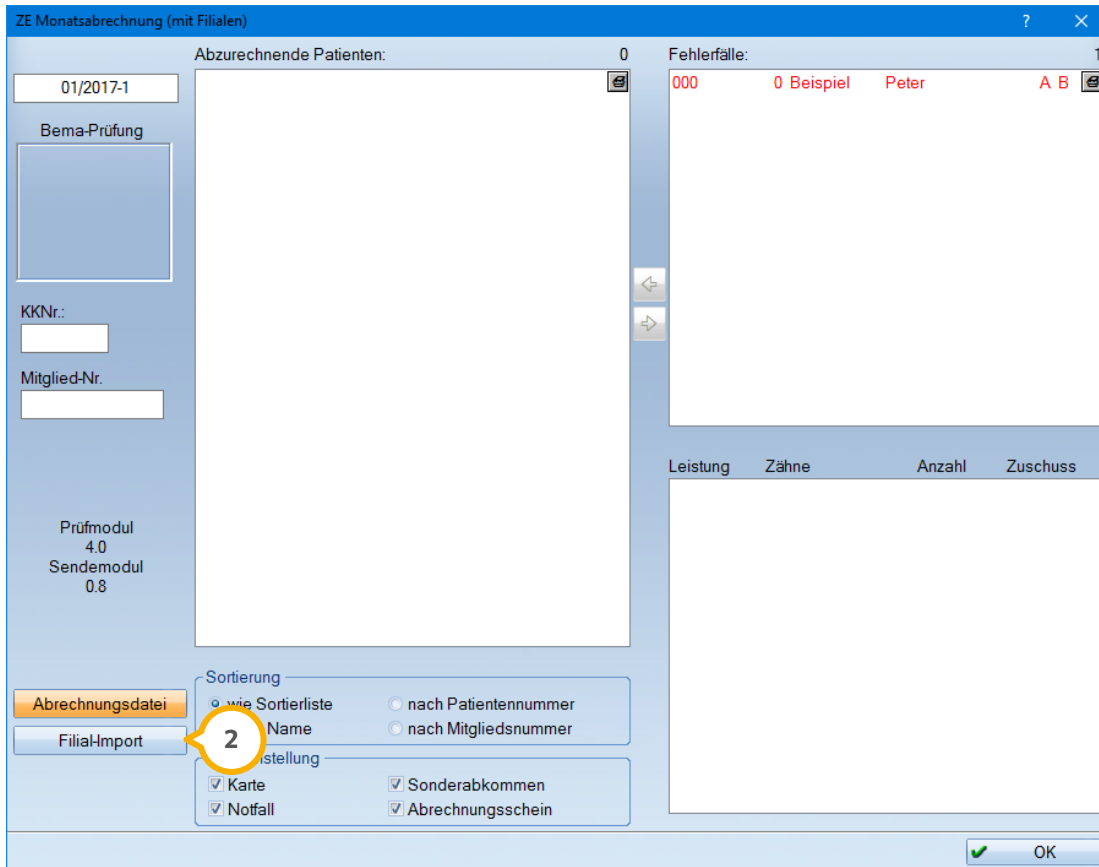 ZE Monatsabrechnung (mit Filialen)
?
01/2017-1
Bema-Prüfung
KKNr.:
Mitglied-Nr.
Prüfmodul
4.0
Sendemodul
0.8
Abrechnungsdatei
Filial-Import
2
Abzurechnende Patienten: 0
Sortierung
wie Sortierliste
nach Patientennummer
Name
nach Mitgliedsnummer
Karte
Sonderabkommen
Notfall
Abrechnungsschein
Fehlerfälle: 1
000 0 Beispiel Peter A B
Leistung Zähne Anzahl Zuschuss
OK